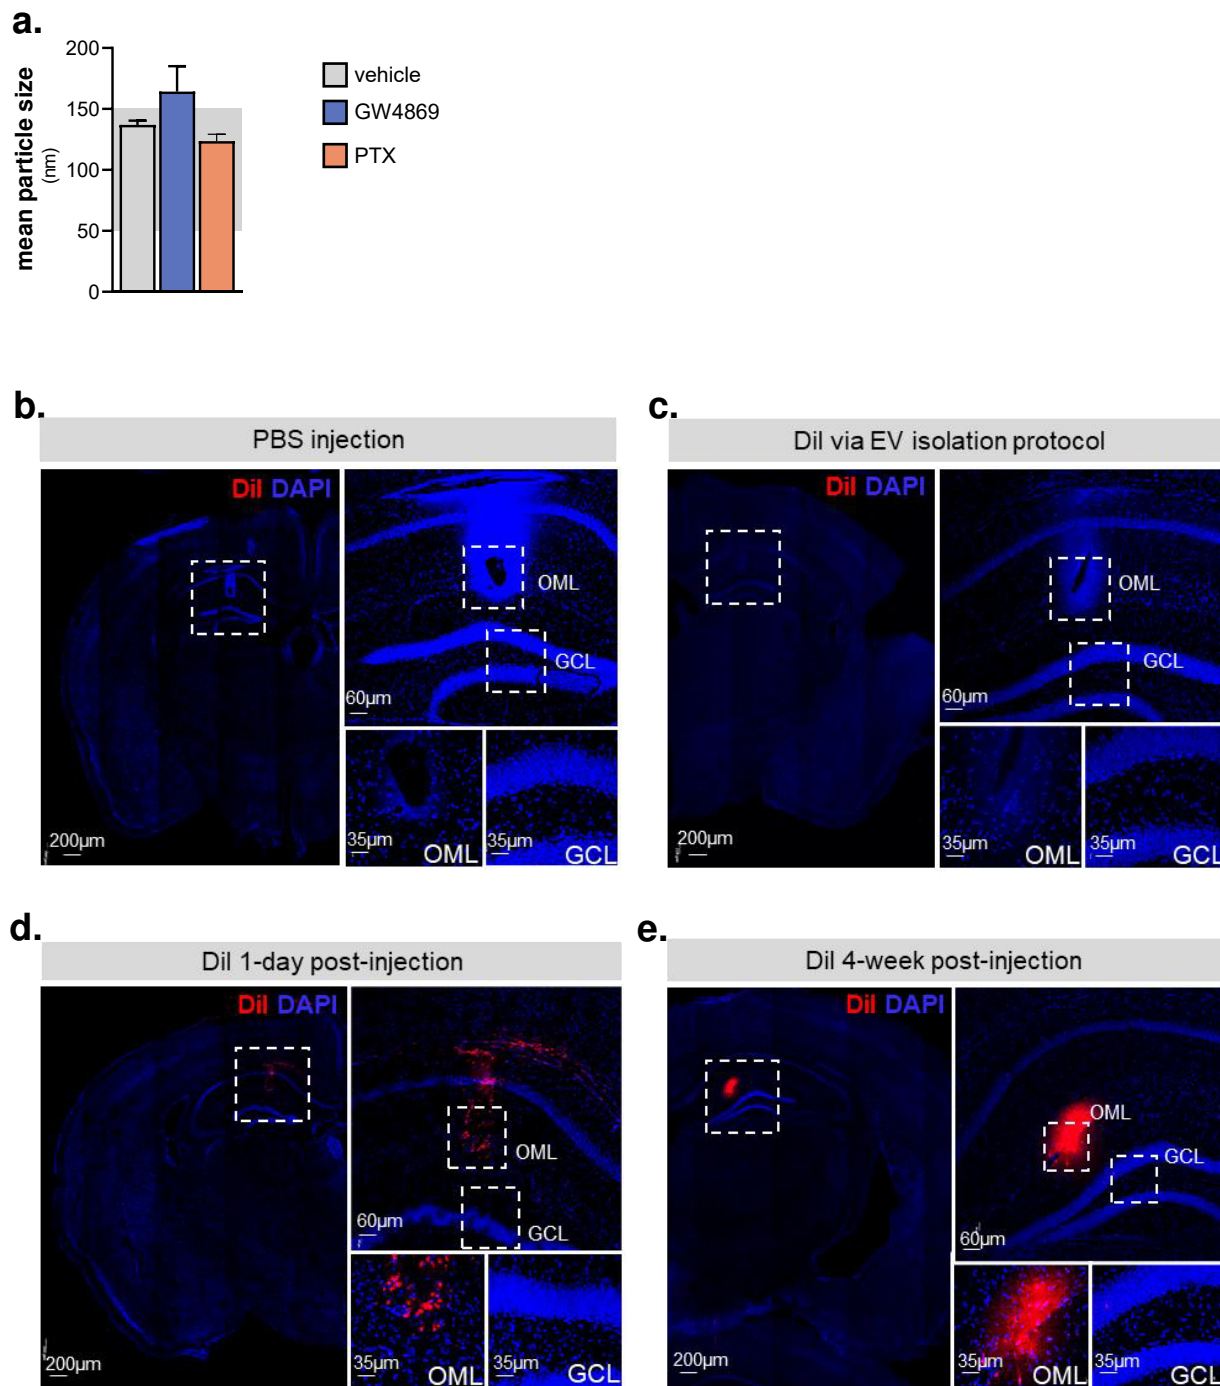 a.
200
150
100
50
0
mean particle size
(nm)
vehicle
GW4869
PTX
b.
PBS injection
DiI DAPI
200µm
OML
GCL
60µm
35µm
OML
35µm
GCL
c.
DiI via EV isolation protocol
DiI DAPI
200µm
OML
GCL
60µm
35µm
OML
35µm
GCL
d.
DiI 1-day post-injection
DiI DAPI
200µm
OML
GCL
60µm
35µm
OML
35µm
GCL
e.
DiI 4-week post-injection
DiI DAPI
200µm
OML
GCL
60µm
35µm
OML
35µm
GCL